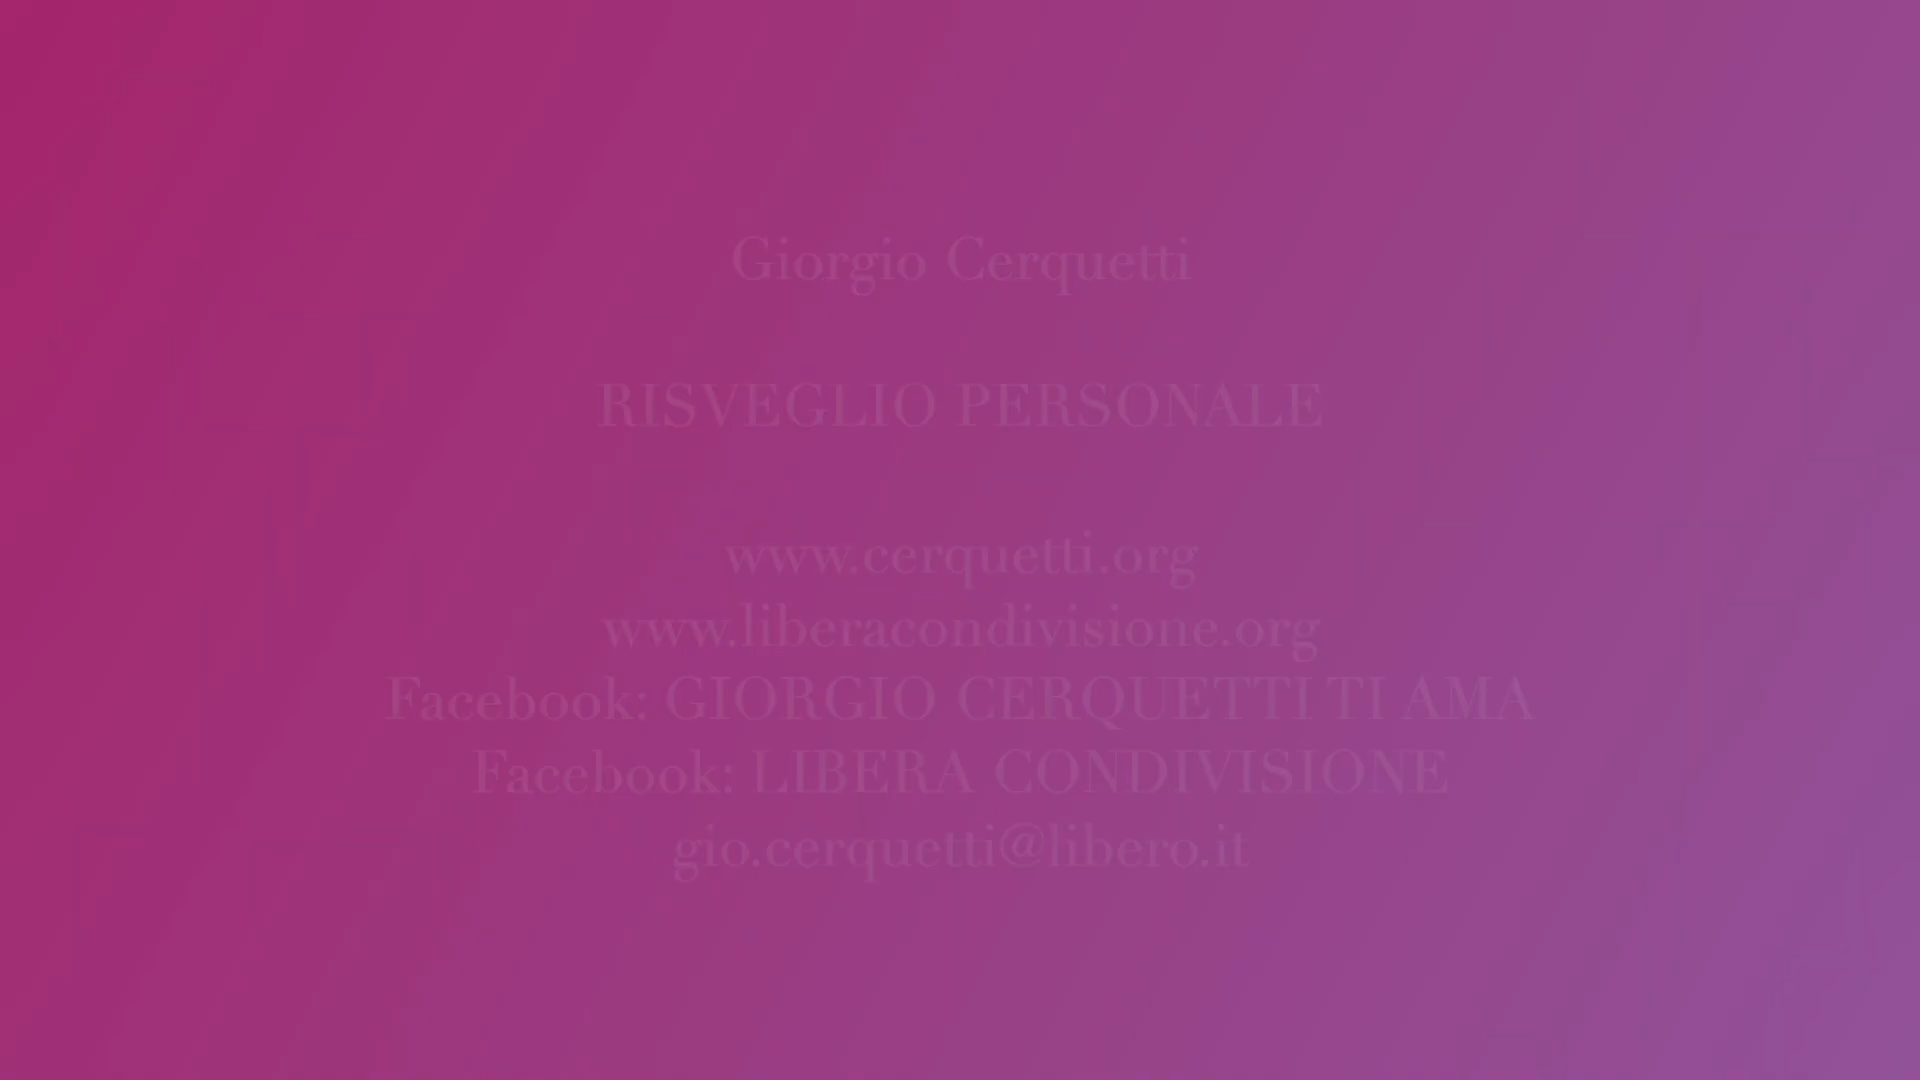 Giorgio Cerquetti
RISVEGLIO PERSONALE
www.cerquetti.org
www.liberacondivisione.org
Facebook: GIORGIO CERQUETTI TI AMA
Facebook: LIBERA CONDIVISIONE
gio.cerquetti@libero.it